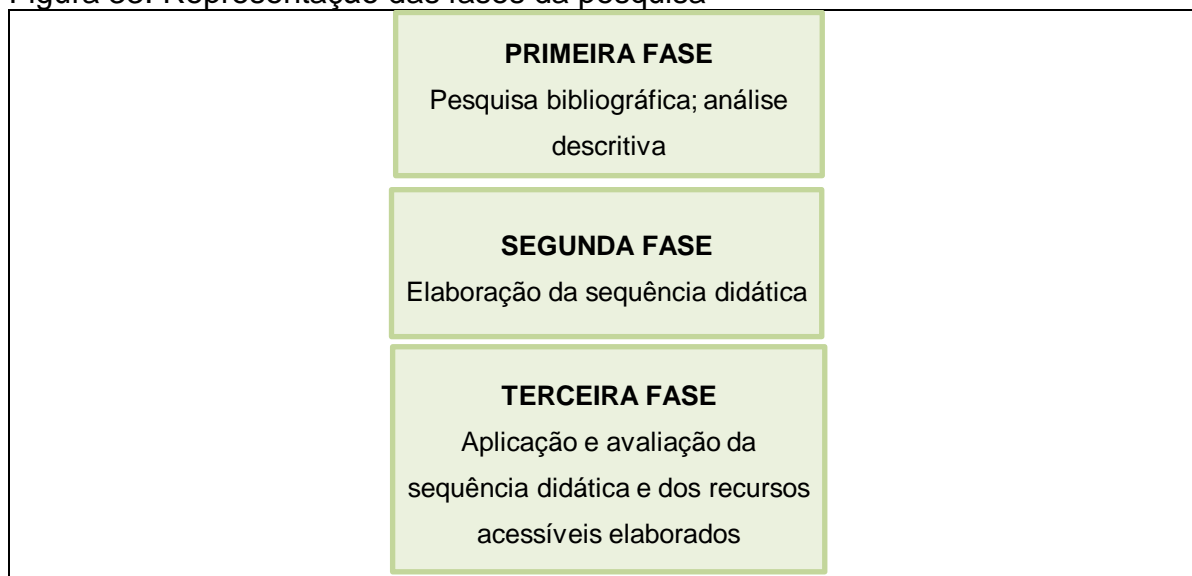 PRIMEIRA FASE
Pesquisa bibliográfica; análise
descritiva
SEGUNDA FASE
Elaboração da sequência didática
TERCEIRA FASE
Aplicação e avaliação da
sequência didática e dos recursos
acessíveis elaborados